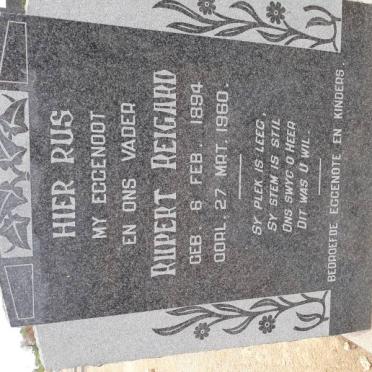 HIER RUS
MY EGGENOOT
EN ONS VADER
RUPERT REIGARD
GEB. 6 FEB. 1894
OORL. 27 MRT. 1960.
SY PLEK IS LEEG,
SY STEM IS STIL
ONS SWYG O HEER
DIT WAS U WIL.
BEDROEFDE EGGENOTE EN KINDERS.